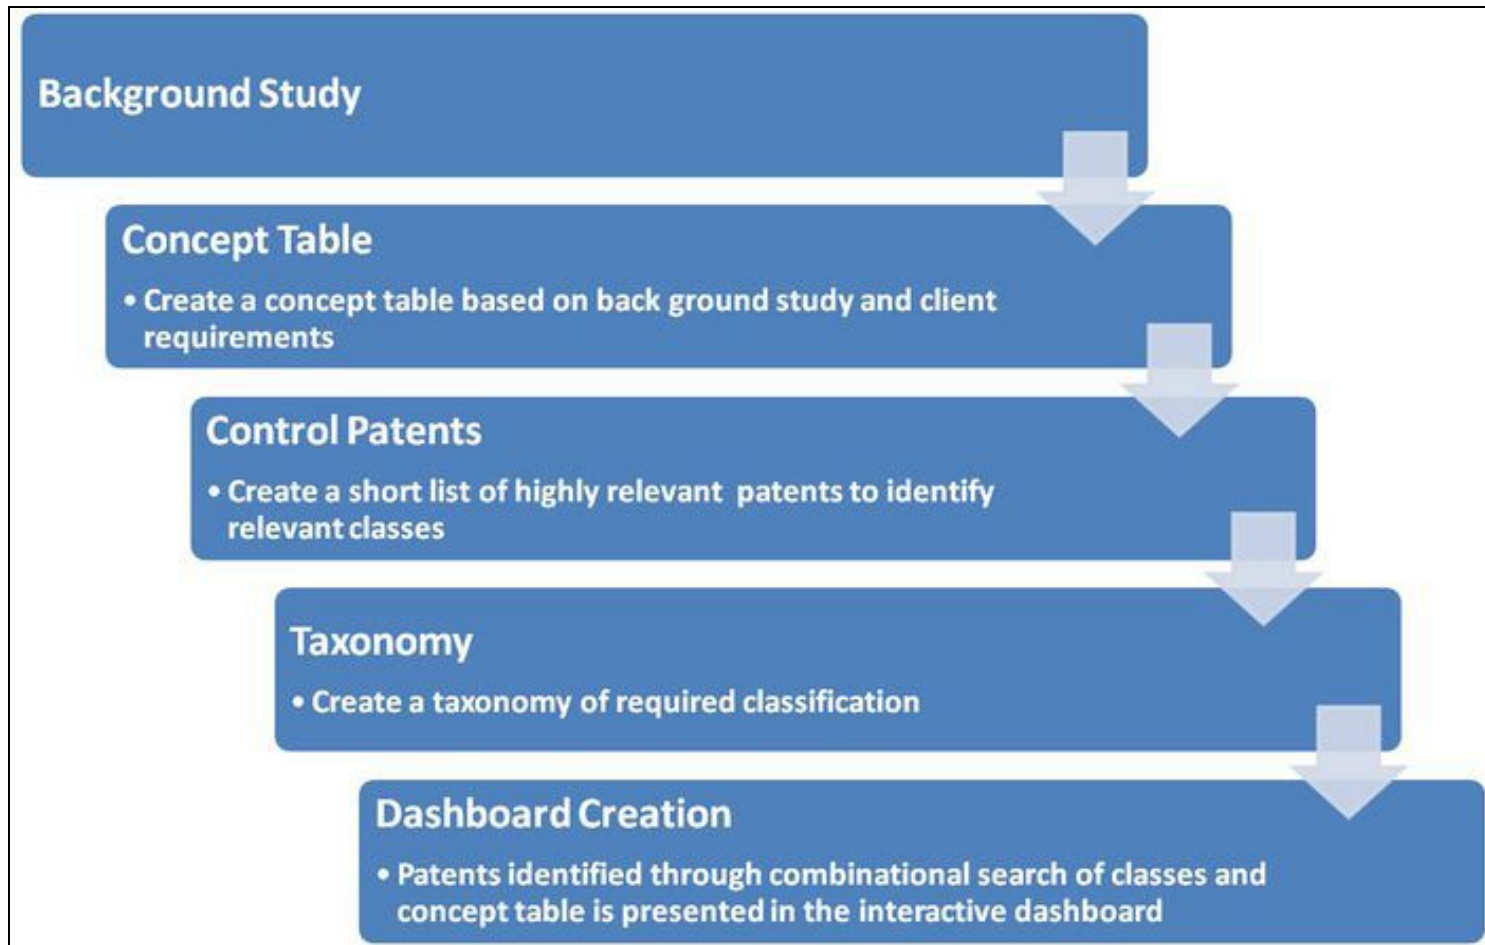 Background Study
Concept Table
• Create a concept table based on back ground study and client
requirements
Control Patents
• Create a short list of highly relevant patents to identify
relevant classes
Taxonomy
• Create a taxonomy of required classification
Dashboard Creation
• Patents identified through combinational search of classes and
concept table is presented in the interactive dashboard